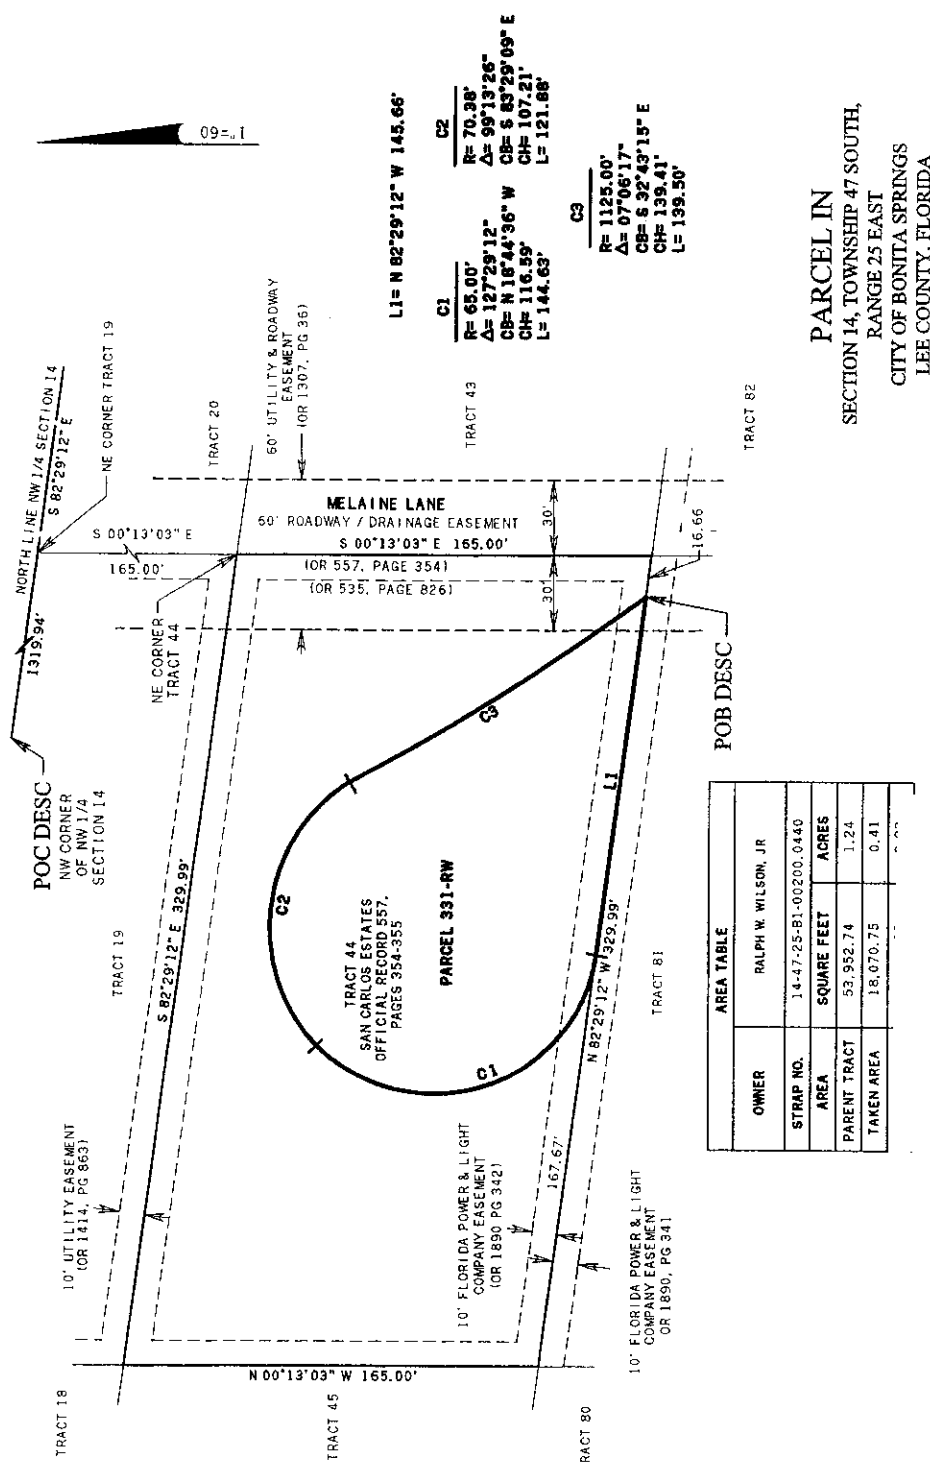 POC DESC
NW CORNER
OF NW 1/4
SECTION 14
1319.94'
NORTH LINE NW 1/4 SECTION 14
S 82°29'12" E
NE CORNER TRACT 19
S 00°13'03" E
165.00'
1"=60'
TRACT 18
TRACT 19
TRACT 20
10' UTILITY EASEMENT
(OR 1414, PG 863)
S 82°29'12" E 329.99'
NE CORNER
TRACT 44
60' UTILITY & ROADWAY
EASEMENT
(OR 1307, PG 36)
MELAINE LANE
60' ROADWAY / DRAINAGE EASEMENT
S 00°13'03" E 165.00'
(OR 557, PAGE 354)
(OR 535, PAGE 826)
30'
30'
TRACT 43
TRACT 45
N 00°13'03" W 165.00'
C2
TRACT 44
SAN CARLOS ESTATES
OFFICIAL RECORD 557,
PAGES 354-355
PARCEL 331-RW
C1
C3
L1
10' FLORIDA POWER & LIGHT
COMPANY EASEMENT
(OR 1890 PG 342)
167.67'
N 82°29'12" W 329.99'
16.66
POB DESC
10' FLORIDA POWER & LIGHT
COMPANY EASEMENT
OR 1890, PG 341
TRACT 80
TRACT 81
TRACT 82
L1= N 82°29'12" W 145.66'
C1
R= 65.00'
Δ= 127°29'12"
CB= N 18°44'36" W
CH= 116.59'
L= 144.63'
C2
R= 70.38'
Δ= 99°13'26"
CB= S 83°29'09" E
CH= 107.21'
L= 121.88'
C3
R= 1125.00'
Δ= 07°06'17"
CB= S 32°43'15" E
CH= 139.41'
L= 139.50'
AREA TABLE
OWNER RALPH W. WILSON, JR
STRAP NO. 14-47-25-B1-00200.0440
AREA SQUARE FEET ACRES
PARENT TRACT 53,952.74 1.24
TAKEN AREA 18,070.75 0.41
PARCEL IN
SECTION 14, TOWNSHIP 47 SOUTH,
RANGE 25 EAST
CITY OF BONITA SPRINGS
LEE COUNTY, FLORIDA